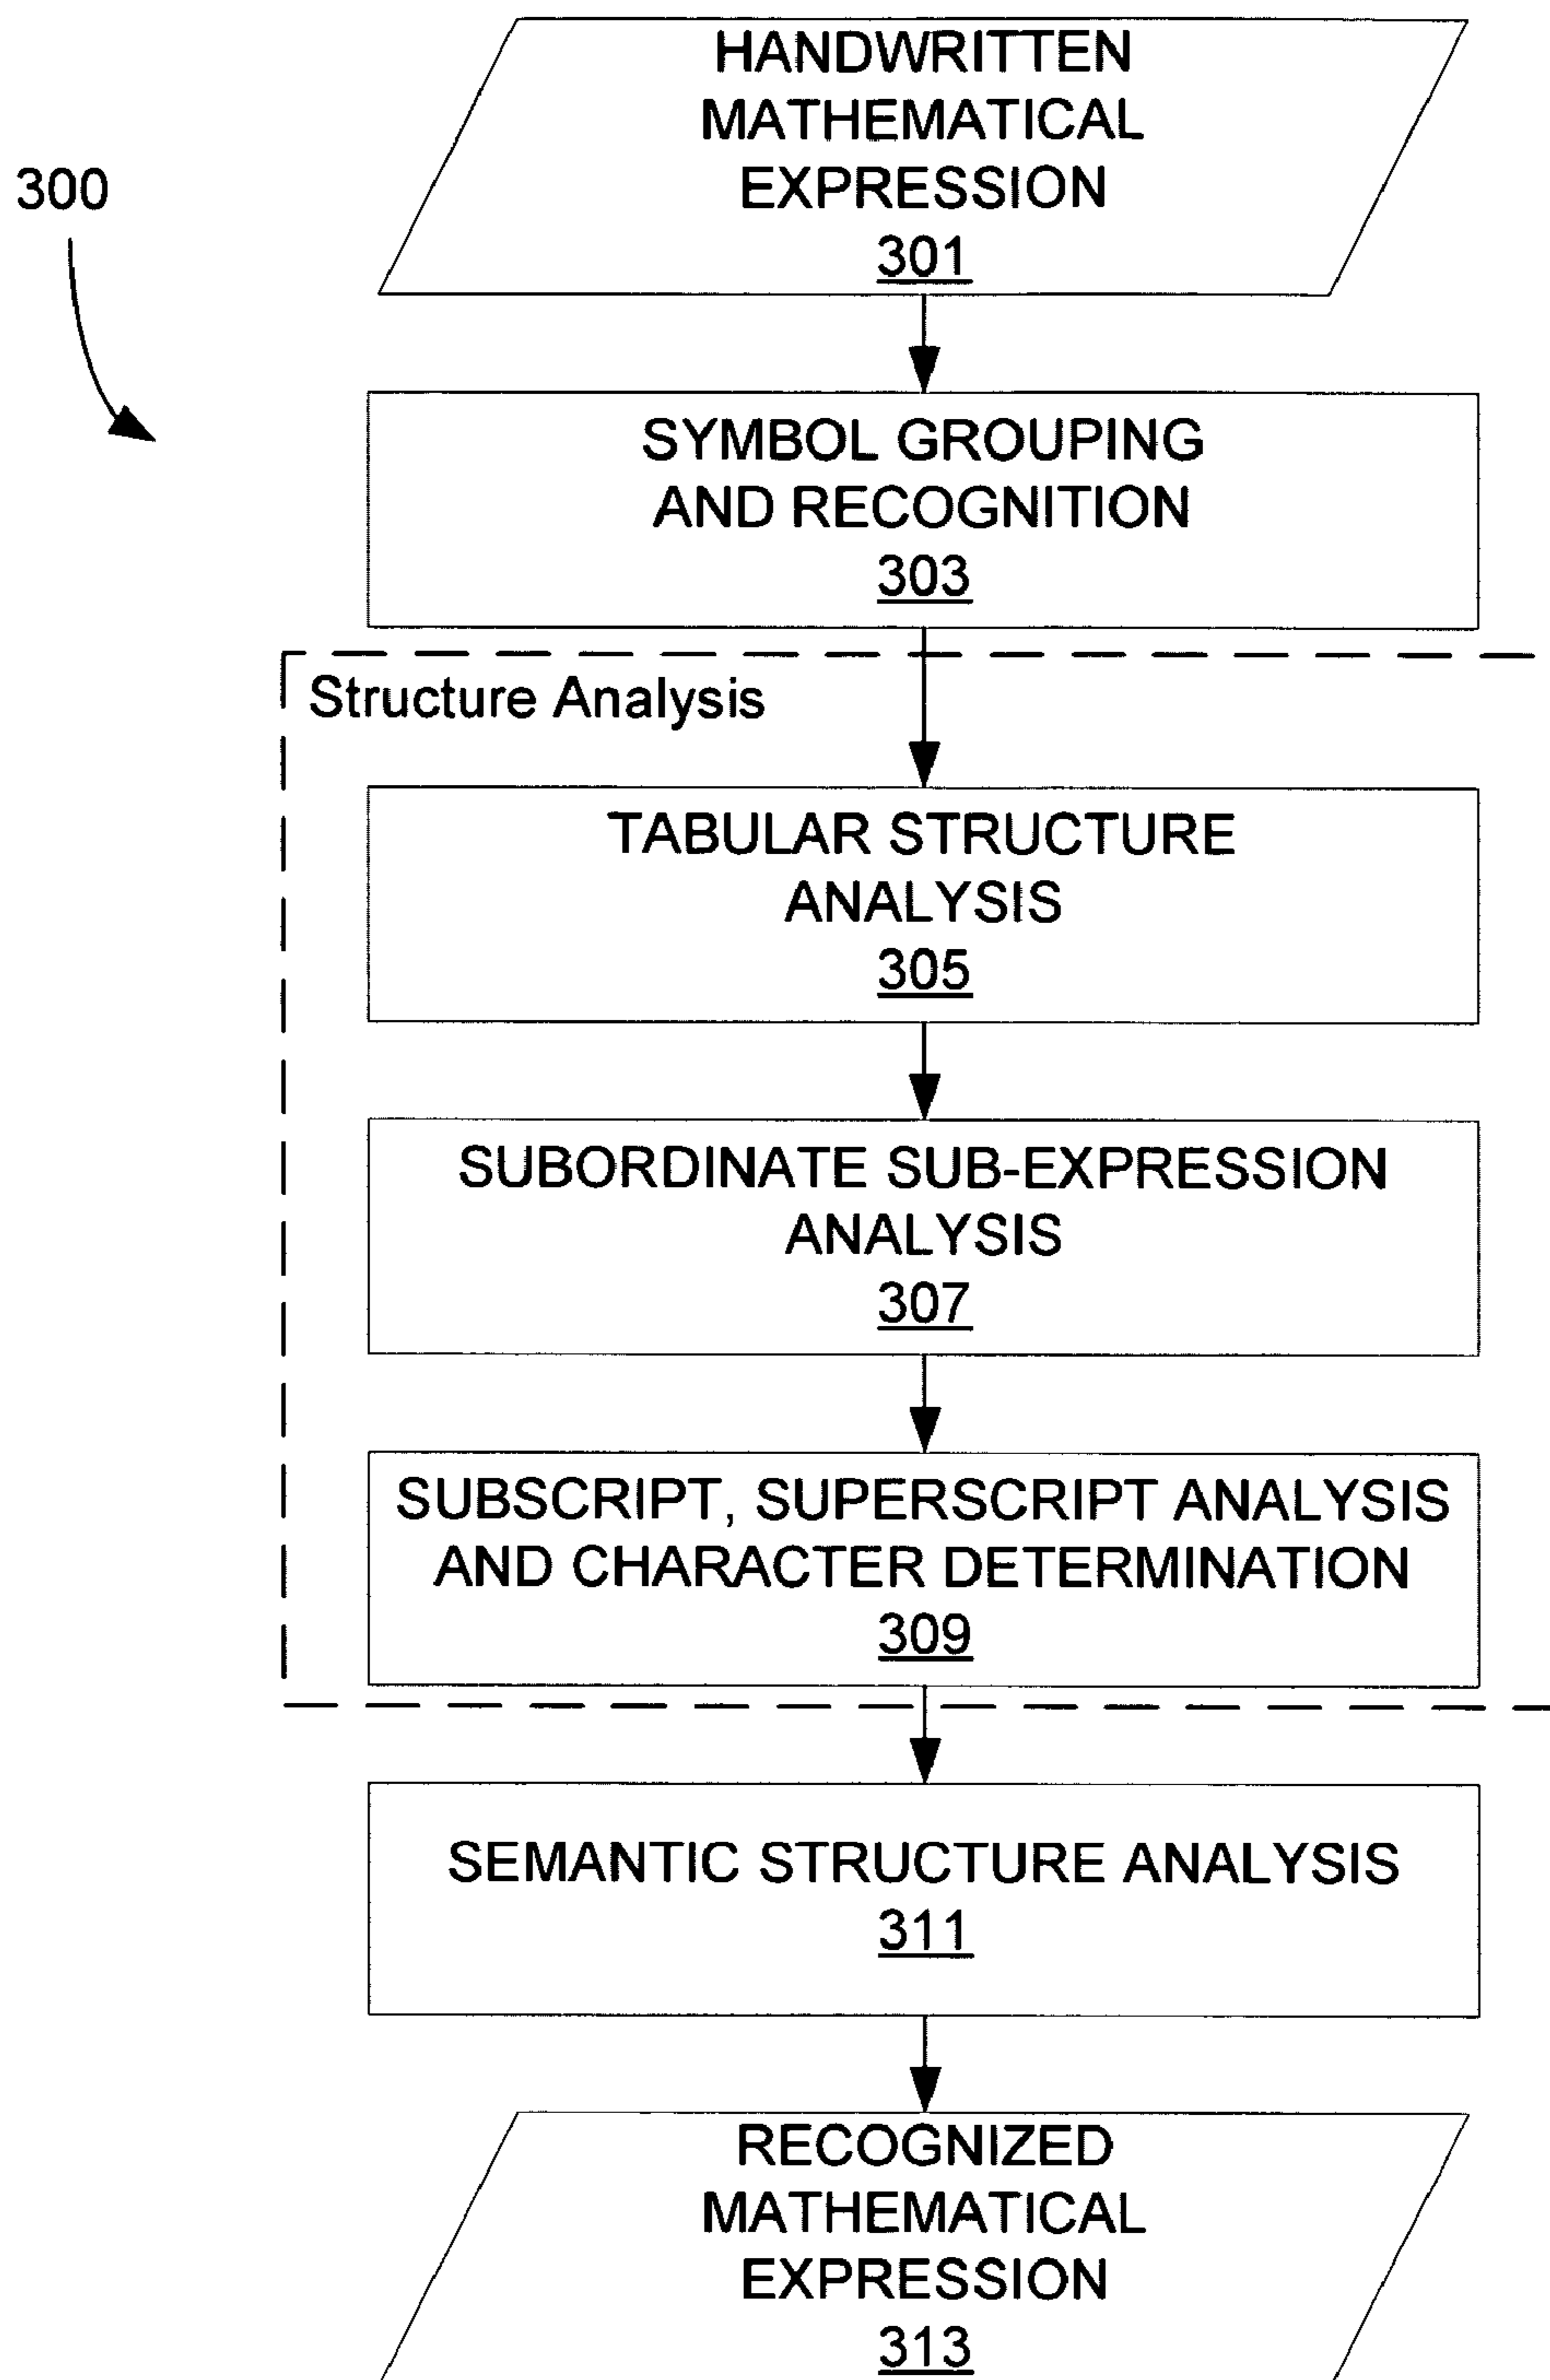 HANDWRITTEN
MATHEMATICAL
EXPRESSION
301
300
SYMBOL GROUPING
AND RECOGNITION
303
Structure Analysis
TABULAR STRUCTURE
ANALYSIS
305
SUBORDINATE SUB-EXPRESSION
ANALYSIS
307
SUBSCRIPT, SUPERSCRIPT ANALYSIS
AND CHARACTER DETERMINATION
309
SEMANTIC STRUCTURE ANALYSIS
311
RECOGNIZED
MATHEMATICAL
EXPRESSION
313